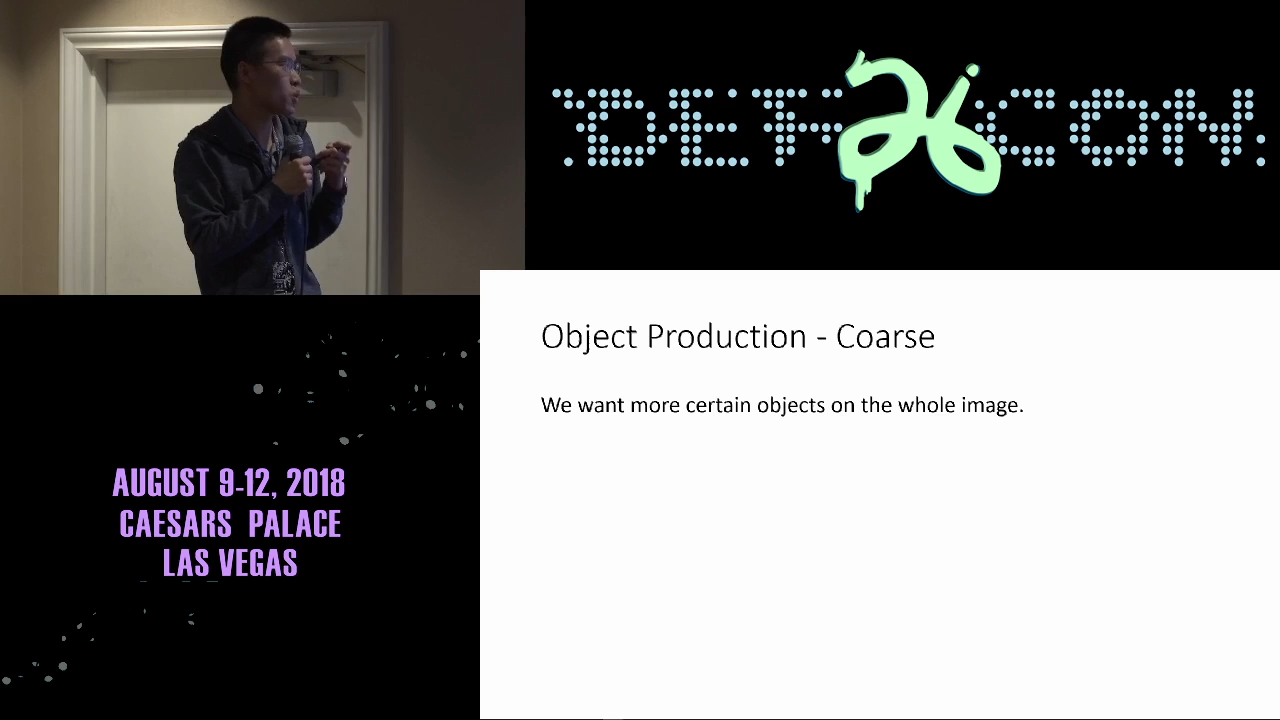 DEF 26 CON
Object Production - Coarse
We want more certain objects on the whole image.
AUGUST 9-12, 2018
CAESARS PALACE
LAS VEGAS